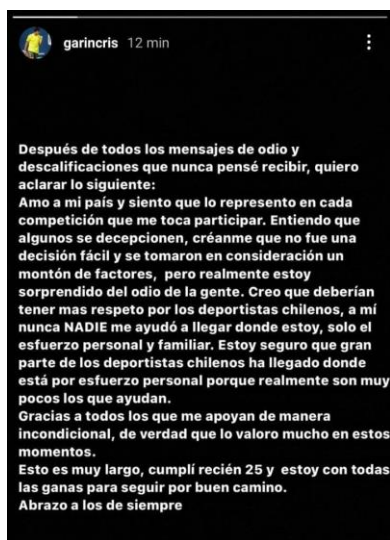 garincris 12 min
Después de todos los mensajes de odio y
descalificaciones que nunca pensé recibir, quiero
aclarar lo siguiente:
Amo a mi país y siento que lo represento en cada
competición que me toca participar. Entiendo que
algunos se decepcionen, créanme que no fue una
decisión fácil y se tomaron en consideración un
montón de factores, pero realmente estoy
sorprendido del odio de la gente. Creo que deberían
tener mas respeto por los deportistas chilenos, a mí
nunca NADIE me ayudó a llegar donde estoy, solo el
esfuerzo personal y familiar. Estoy seguro que gran
parte de los deportistas chilenos ha llegado donde
está por esfuerzo personal porque realmente son muy
pocos los que ayudan.
Gracias a todos los que me apoyan de manera
incondicional, de verdad que lo valoro mucho en estos
momentos.
Esto es muy largo, cumplí recién 25 y estoy con todas
las ganas para seguir por buen camino.
Abrazo a los de siempre